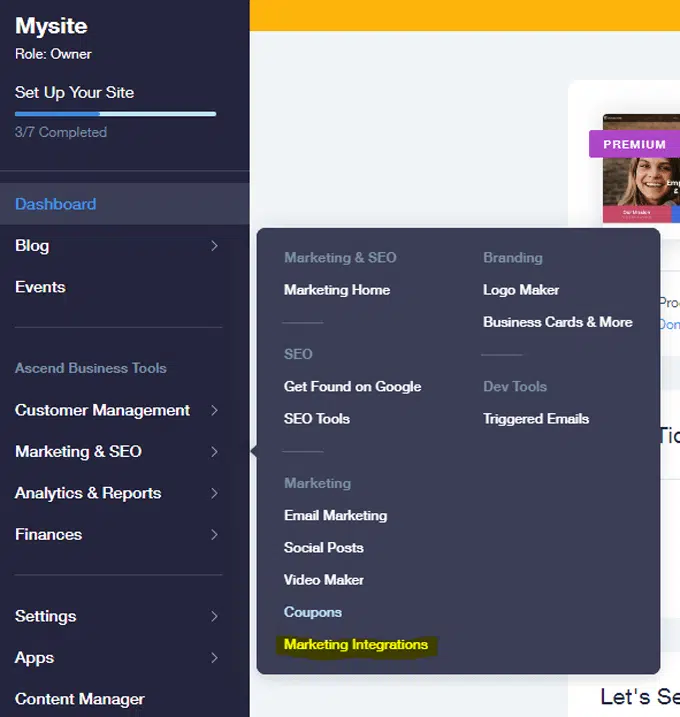 Mysite
Role: Owner
Set Up Your Site
3/7 Completed
Dashboard
Blog
Events
Ascend Business Tools
Customer Management
Marketing & SEO
Analytics & Reports
Finances
Settings
Apps
Content Manager
Marketing & SEO
Marketing Home
SEO
Get Found on Google
SEO Tools
Marketing
Email Marketing
Social Posts
Video Maker
Coupons
Marketing Integrations
Branding
Logo Maker
Business Cards & More
Dev Tools
Triggered Emails
PREMIUM
Our Mission
Let's Se